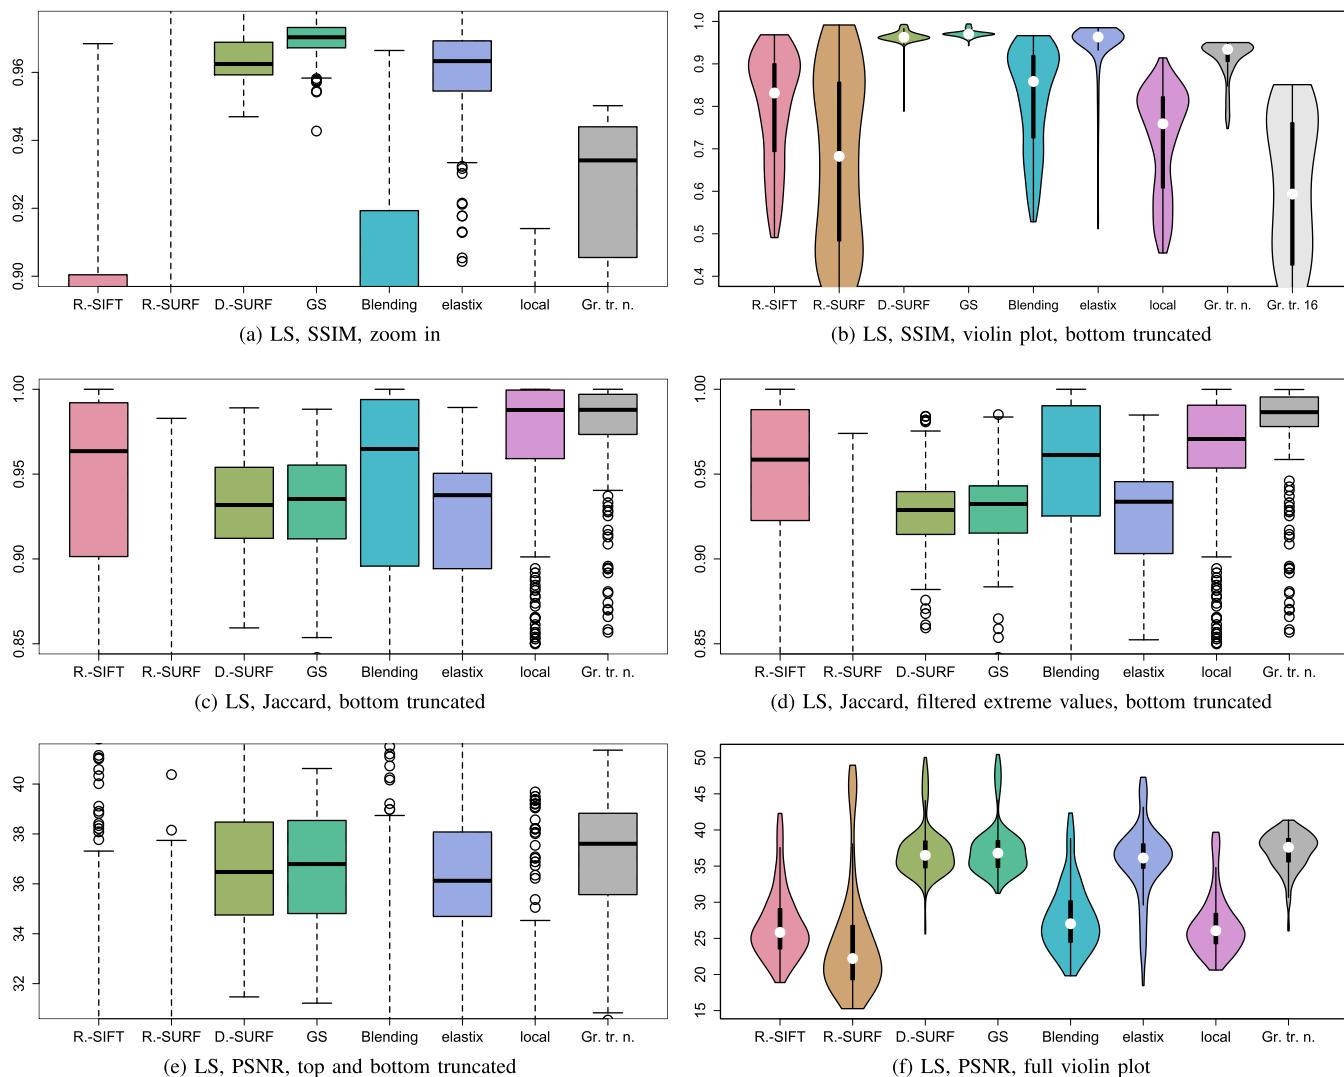 0.90 0.92 0.94 0.96
R.-SIFT R.-SURF D.-SURF GS Blending elastix local Gr. tr. n.
(a) LS, SSIM, zoom in
0.4 0.5 0.6 0.7 0.8 0.9 1.0
R.-SIFT R.-SURF D.-SURF GS Blending elastix local Gr. tr. n. Gr. tr. 16
(b) LS, SSIM, violin plot, bottom truncated
0.85 0.90 0.95 1.00
R.-SIFT R.-SURF D.-SURF GS Blending elastix local Gr. tr. n.
(c) LS, Jaccard, bottom truncated
0.85 0.90 0.95 1.00
R.-SIFT R.-SURF D.-SURF GS Blending elastix local Gr. tr. n.
(d) LS, Jaccard, filtered extreme values, bottom truncated
32 34 36 38 40
R.-SIFT R.-SURF D.-SURF GS Blending elastix local Gr. tr. n.
(e) LS, PSNR, top and bottom truncated
15 20 25 30 35 40 45 50
R.-SIFT R.-SURF D.-SURF GS Blending elastix local Gr. tr. n.
(f) LS, PSNR, full violin plot